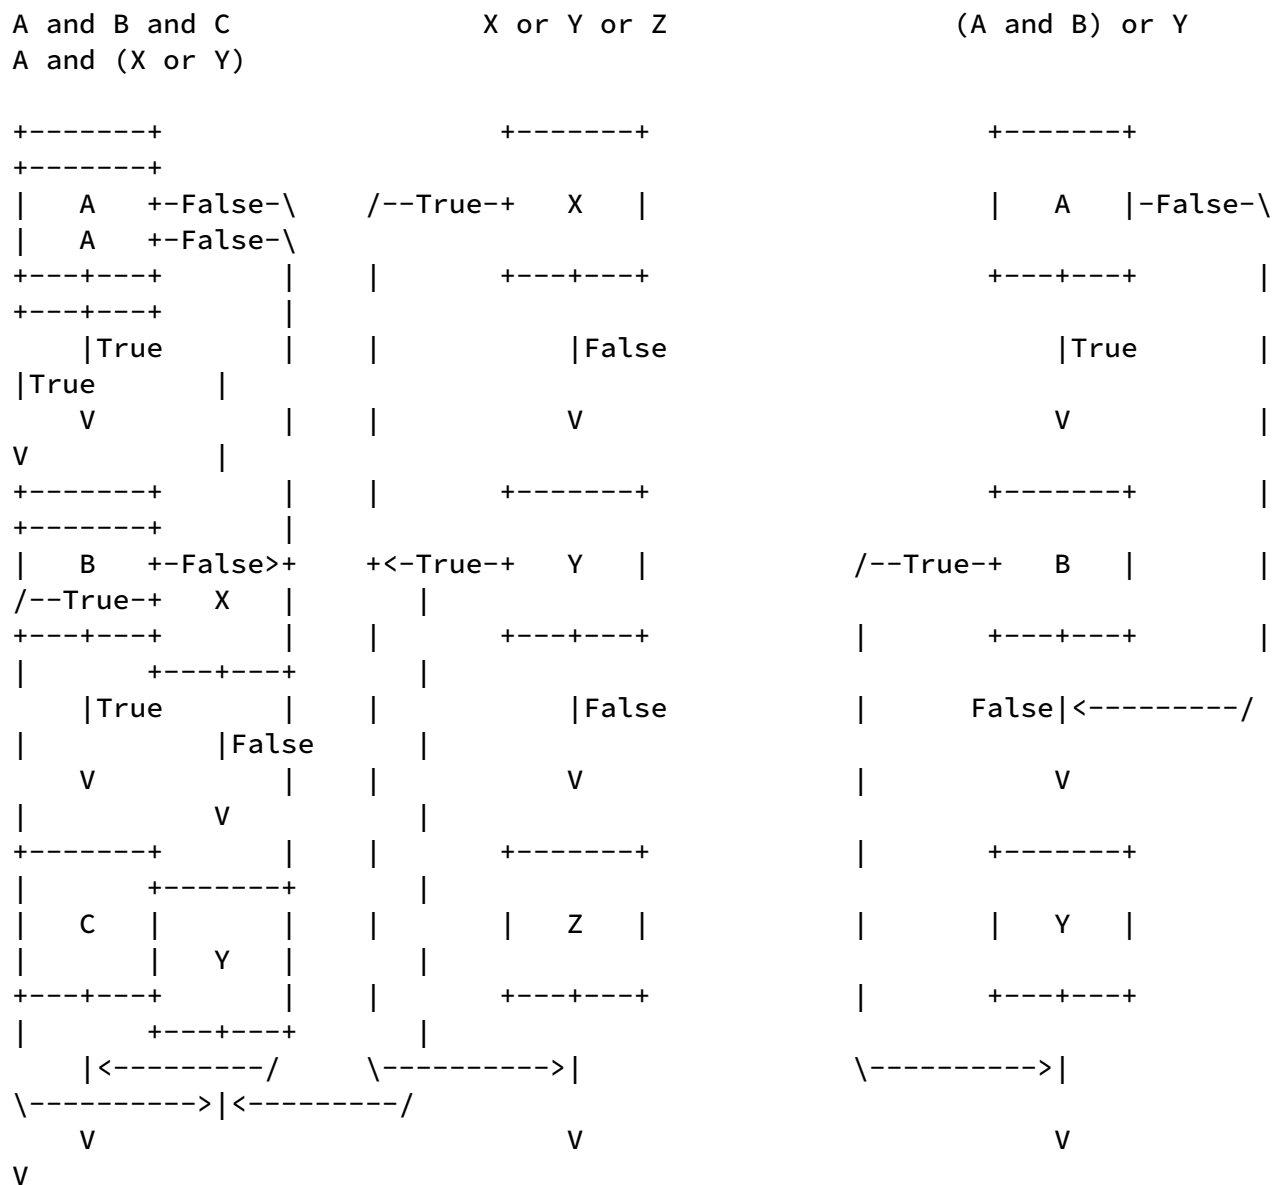 A and B and C                X or Y or Z                (A and B) or Y
A and (X or Y)

+-------+                   +-------+                   +-------+
+-------+
|   A   +-False-\    /--True-+   X   |                   |   A   |-False-\
|   A   +-False-\
+---+---+       |    |       +---+---+                   +---+---+       |
+---+---+       |
    |True       |    |           |False                      |True       |
|True       |
    V           |    |           V                           V           |
V           |
+-------+       |    |       +-------+                   +-------+       |
+-------+       |
|   B   +-False>+    +<-True-+   Y   |            /--True-+   B   |       |
/--True-+   X   |       |
+---+---+       |    |       +---+---+            |       +---+---+       |
|       +---+---+       |
    |True       |    |           |False           |      False|<---------/
|           |False      |
    V           |    |           V                |           V
|           V           |
+-------+       |    |       +-------+            |       +-------+
|       +-------+       |
|   C   |       |    |       |   Z   |            |       |   Y   |
|       |   Y   |       |
+---+---+       |    |       +---+---+            |       +---+---+
|       +---+---+       |
    |<---------/     \---------->|                \---------->|
\---------->|<---------/
    V                            V                           V
V